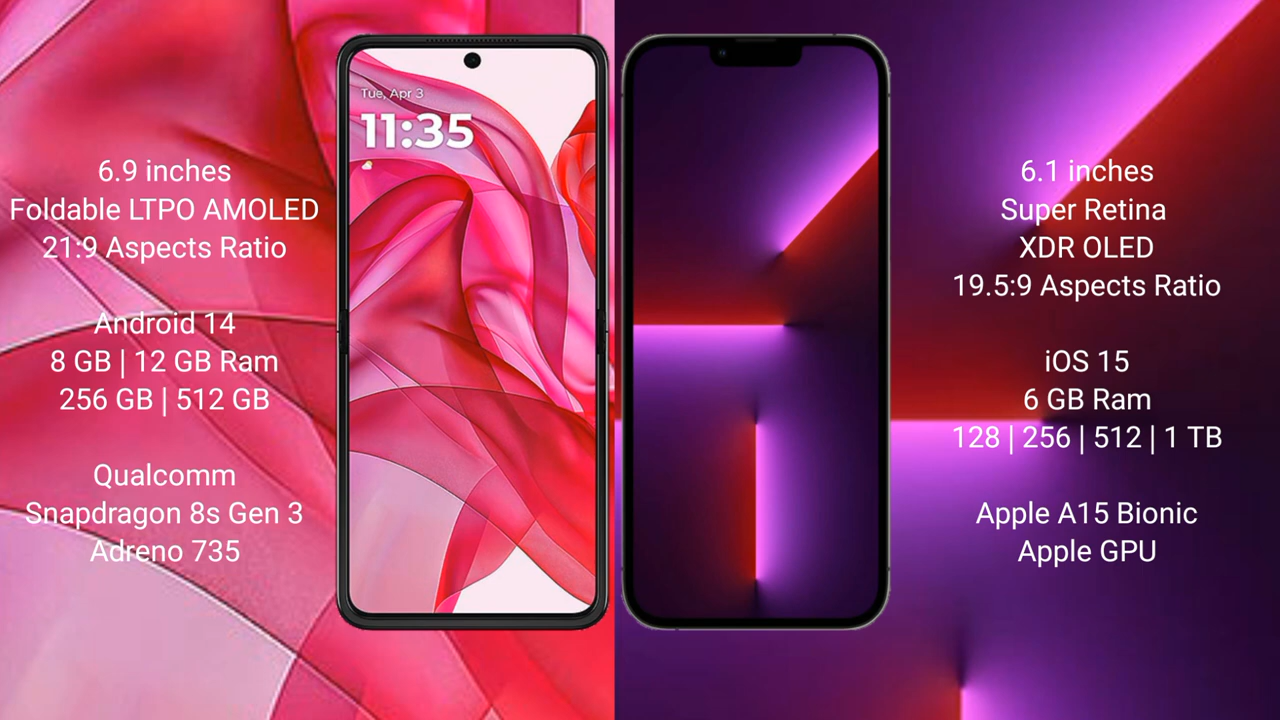 6.9 inches
Foldable LTPO AMOLED
21:9 Aspects Ratio
Android 14
8 GB | 12 GB Ram
256 GB | 512 GB
Qualcomm
Snapdragon 8s Gen 3
Adreno 735
Tue, Apr 3
11:35
6.1 inches
Super Retina
XDR OLED
19.5:9 Aspects Ratio
iOS 15
6 GB Ram
128 | 256 | 512 | 1 TB
Apple A15 Bionic
Apple GPU